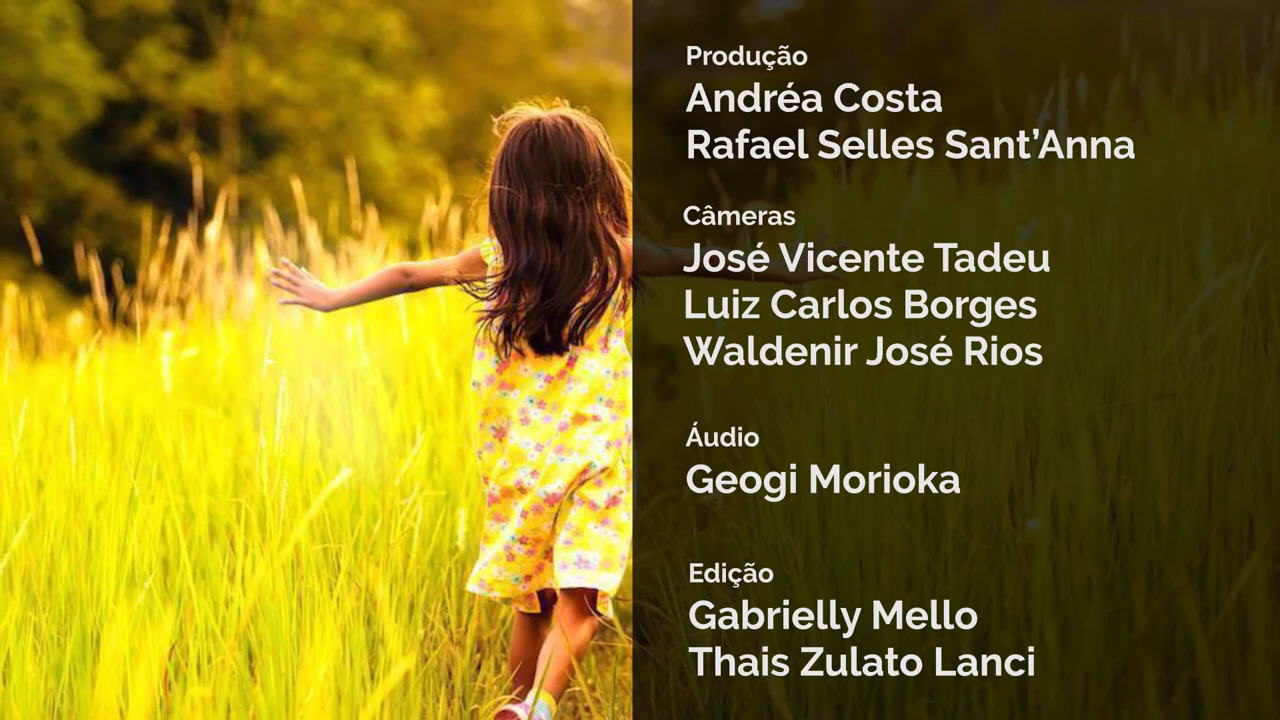 Produção
Andréa Costa
Rafael Selles Sant’Anna
Câmeras
José Vicente Tadeu
Luiz Carlos Borges
Waldenir José Rios
Áudio
Geogi Morioka
Edição
Gabrielly Mello
Thais Zulato Lanci